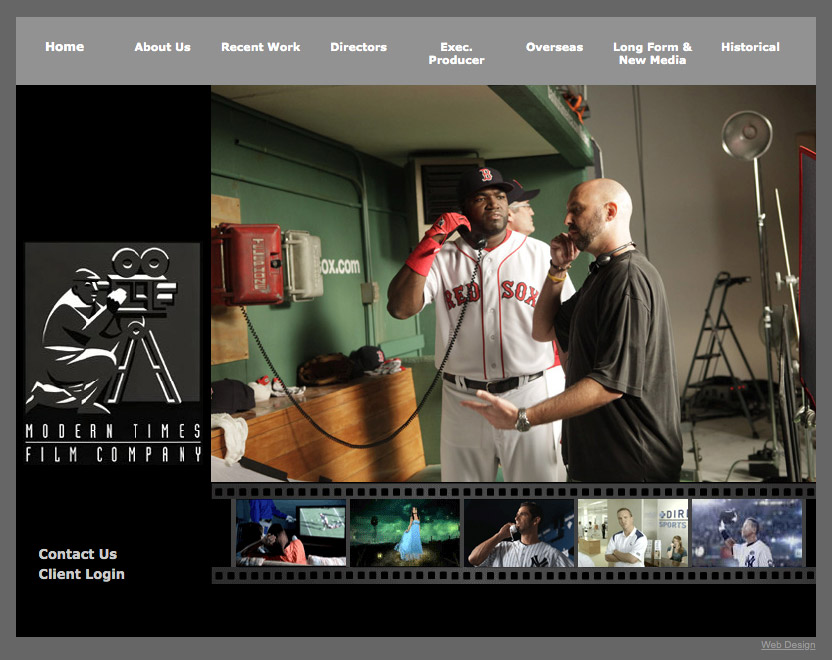 Home
About Us
Recent Work
Directors
Exec.
Producer
Overseas
Long Form &
New Media
Historical
B
ox.com
RED SOX
MODERN TIMES
FILM COMPANY
DIRE
SPORTS
Contact Us
Client Login
Web Design